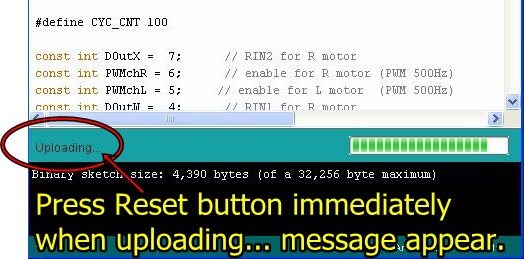 #define CYC_CNT 100
const int DOutX =  7;      // RIN2 for R motor
const int PWMchR = 6;     // enable for R motor  (PWM 500Hz)
const int PWMchL = 5;    // enable for L motor  (PWM 500Hz)
const int DOutW =  4;      // RIN1 for R motor
Uploading...
Binary sketch size: 4,390 bytes (of a 32,256 byte maximum)
Press Reset button immediately
when uploading... message appear.